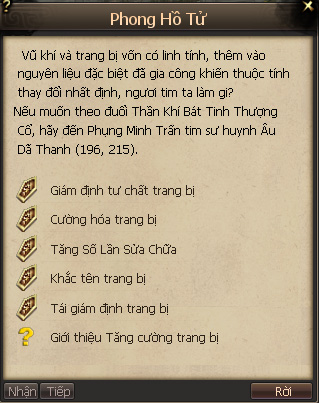 ?
Phong Hồ Tử
Vũ khí và trang bị vốn có linh tính, thêm vào
nguyên liệu đặc biệt đã gia công khiến thuộc tính
thay đổi nhất định, ngươi tim ta làm gì?
Nếu muốn theo đuổi Thần Khí Bát Tinh Thượng
Cổ, hãy đến Phụng Minh Trấn tim sư huynh Âu
Dã Thanh (196, 215).
Giám định tư chất trang bị
Cường hóa trang bị
Tăng Số Lần Sửa Chữa
Khắc tên trang bị
Tái giám định trang bị
? Giới thiệu Tăng cường trang bị
Nhận Tiếp Rời